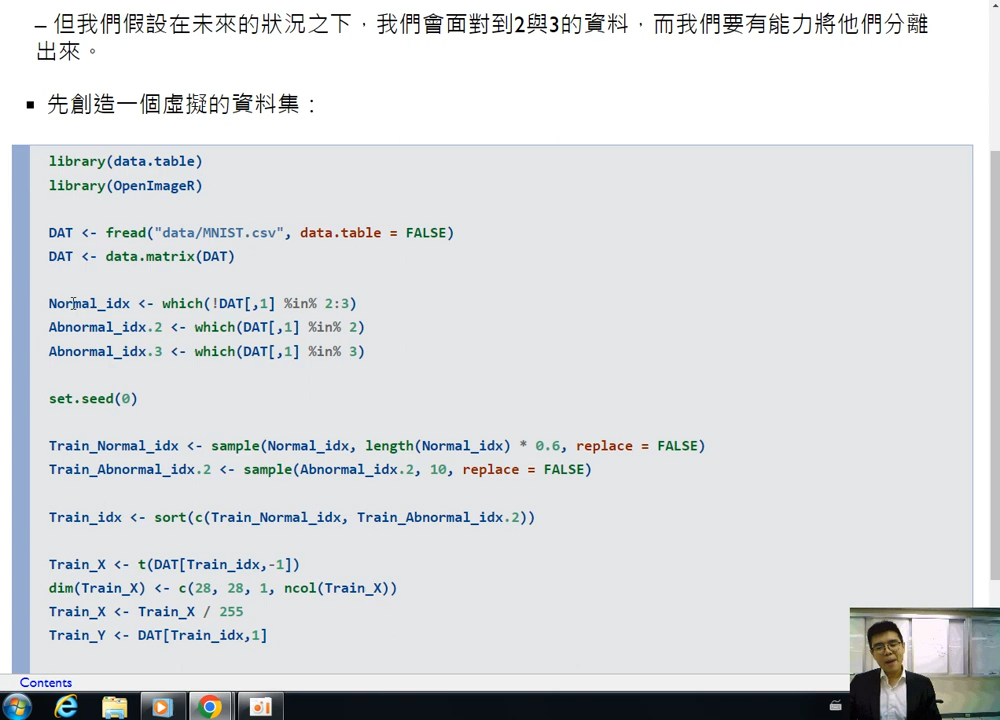 – 但我們假設在未來的狀況之下，我們會面對到2與3的資料，而我們要有能力將他們分離
出來。
▪ 先創造一個虛擬的資料集：
library(data.table)
library(OpenImageR)
DAT <- fread("data/MNIST.csv", data.table = FALSE)
DAT <- data.matrix(DAT)
Normal_idx <- which(!DAT[,1] %in% 2:3)
Abnormal_idx.2 <- which(DAT[,1] %in% 2)
Abnormal_idx.3 <- which(DAT[,1] %in% 3)
set.seed(0)
Train_Normal_idx <- sample(Normal_idx, length(Normal_idx) * 0.6, replace = FALSE)
Train_Abnormal_idx.2 <- sample(Abnormal_idx.2, 10, replace = FALSE)
Train_idx <- sort(c(Train_Normal_idx, Train_Abnormal_idx.2))
Train_X <- t(DAT[Train_idx,-1])
dim(Train_X) <- c(28, 28, 1, ncol(Train_X))
Train_X <- Train_X / 255
Train_Y <- DAT[Train_idx,1]
Contents